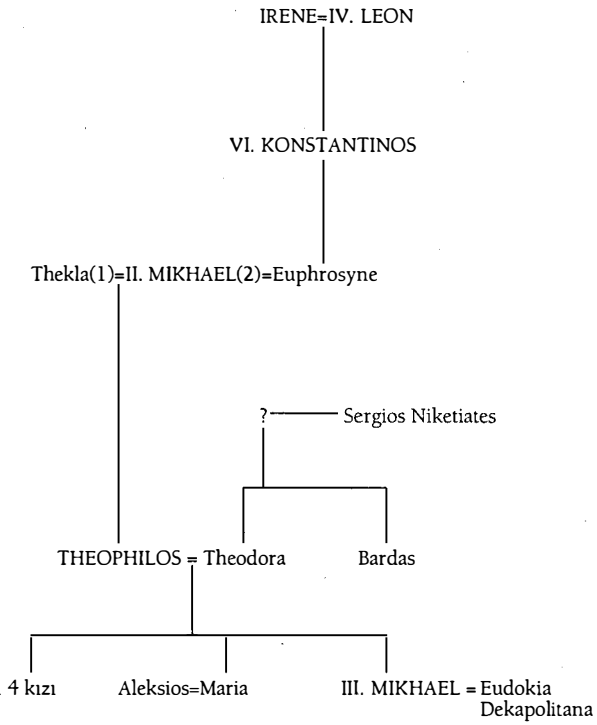 IRENE=IV. LEON
VI. KONSTANTINOS
Thekla(1)=II. MIKHAEL(2)=Euphrosyne
? Sergios Niketiates
THEOPHILOS = Theodora Bardas
4 kızı Aleksios=Maria III. MIKHAEL = Eudokia
Dekapolitana